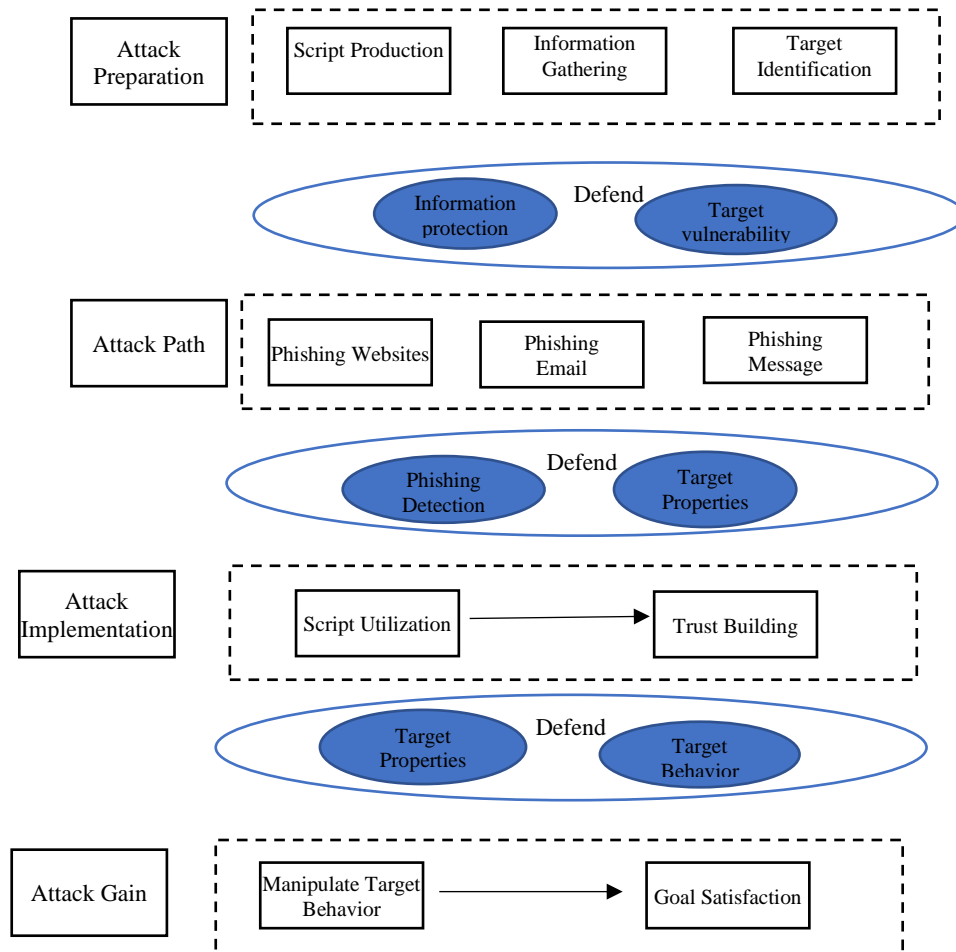 Attack
Preparation
Script Production
Information
Gathering
Target
Identification
Defend
Information
protection
Target
vulnerability
Attack Path
Phishing Websites
Phishing
Email
Phishing
Message
Defend
Phishing
Detection
Target
Properties
Attack
Implementation
Script Utilization
Trust Building
Defend
Target
Properties
Target
Behavior
Attack Gain
Manipulate Target
Behavior
Goal Satisfaction